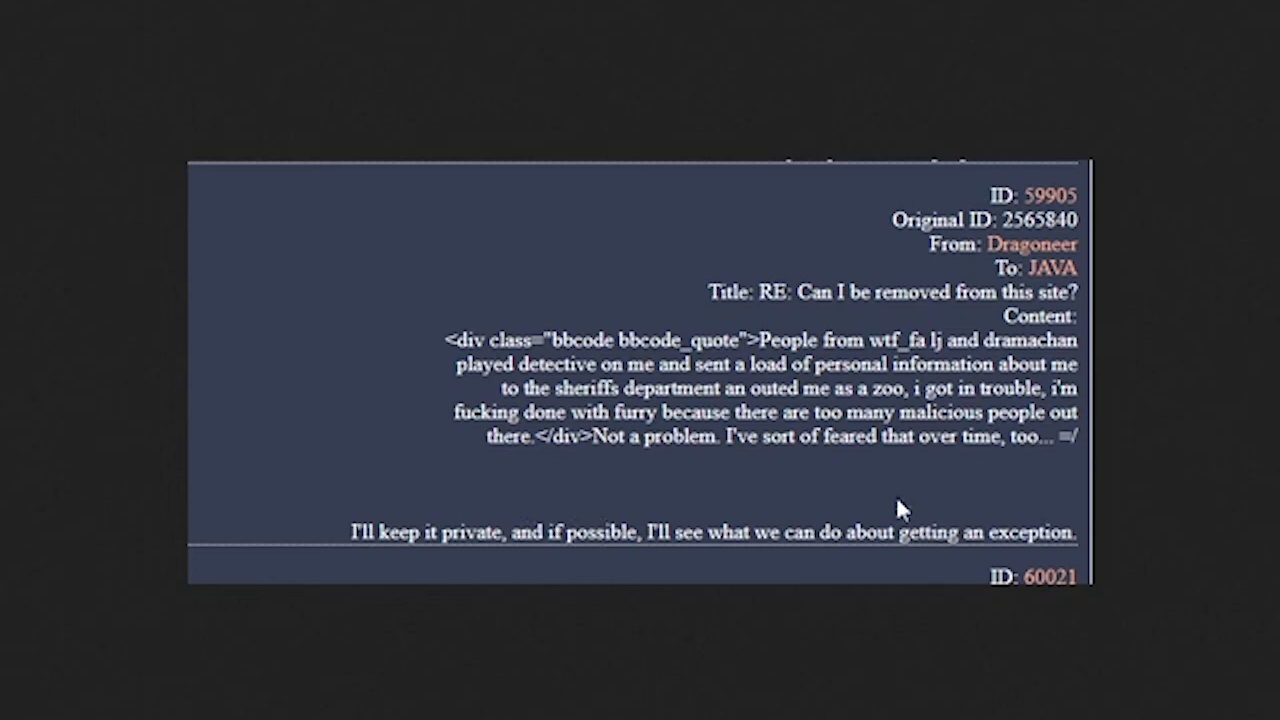 ID: 59905
Original ID: 2565840
From: Dragoneer
To: JAVA
Title: RE: Can I be removed from this site?
Content:
<div class="bbcode bbcode_quote">People from wtf_fa lj and dramachan
played detective on me and sent a load of personal information about me
to the sheriffs department an outed me as a zoo, i got in trouble, i'm
fucking done with furry because there are too many malicious people out
there.</div>Not a problem. I've sort of feared that over time, too... =/
I'll keep it private, and if possible, I'll see what we can do about getting an exception.
ID: 60021